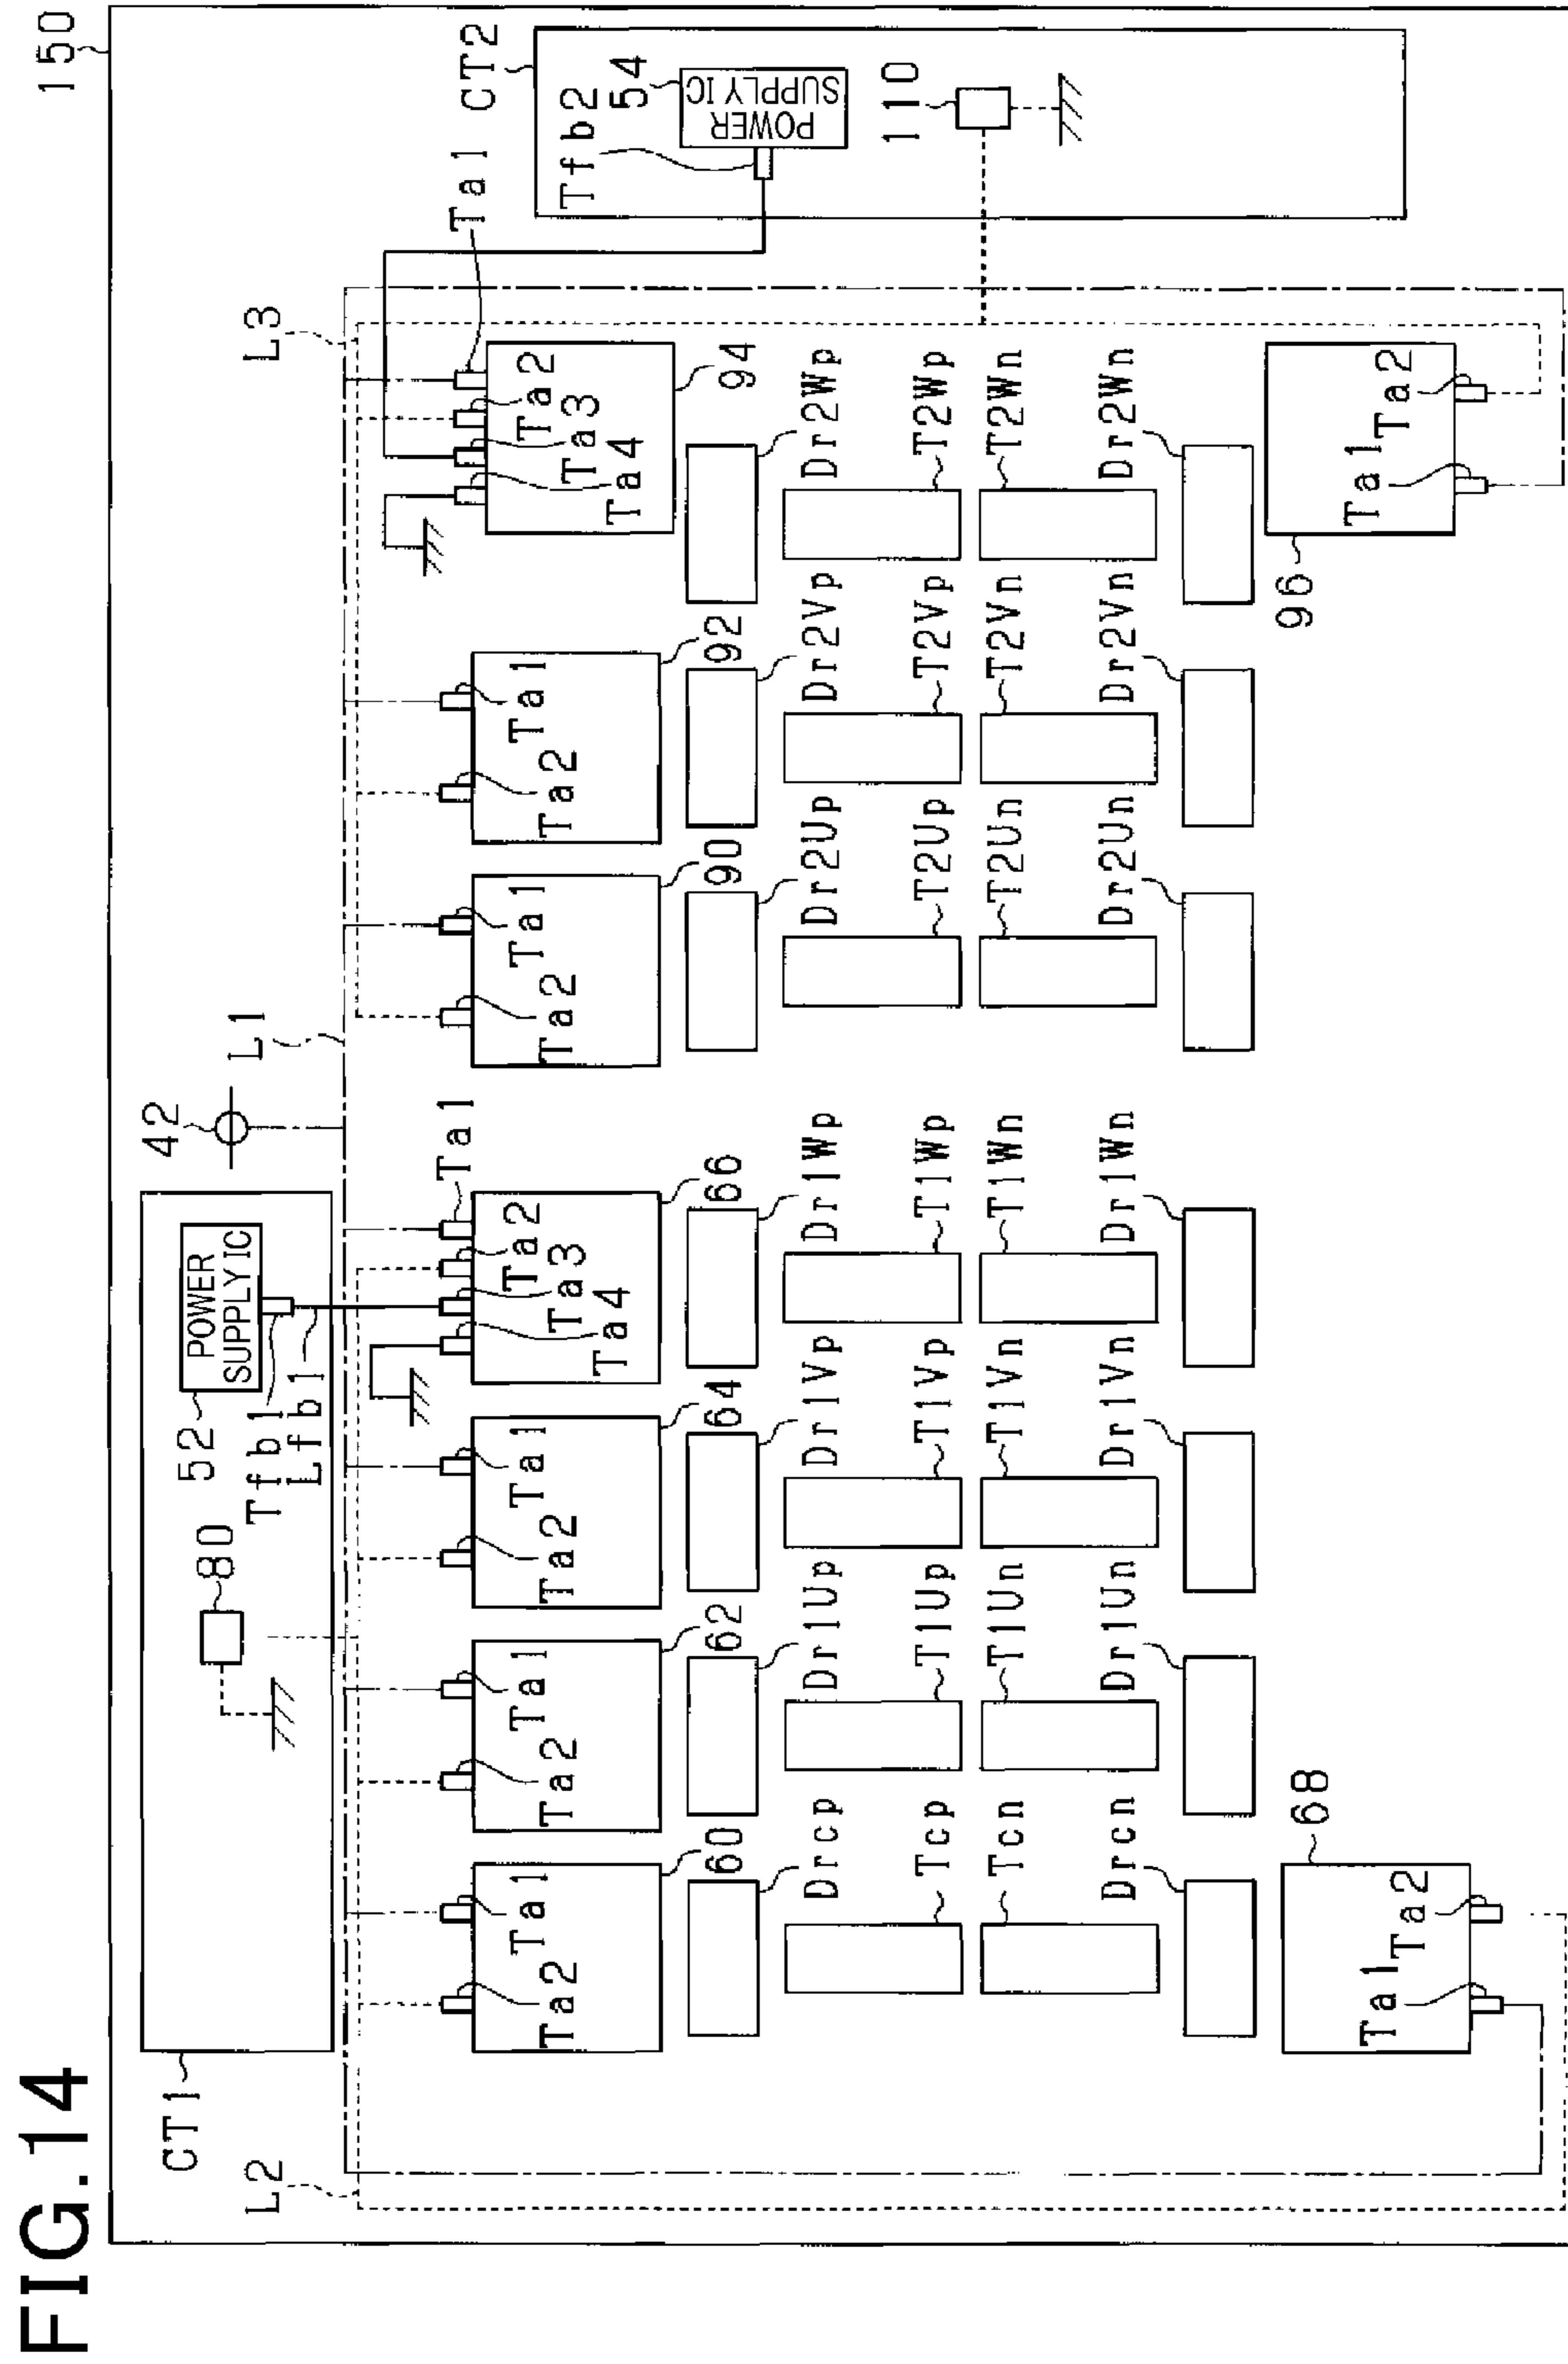 FIG.14
150
CT1
52
POWER
SUPPLY IC
80
Tfb1
Lfb1
42
L1
L2
L3
CT2
Tfb2
54
POWER
SUPPLY IC
110
Ta1
Ta2
60
Ta1
Ta2
62
Ta1
Ta2
64
Ta1
Ta2
Ta3
Ta4
66
Ta1
Ta2
90
Ta1
Ta2
92
Ta1
Ta2
Ta3
Ta4
94
Drcp
Dr1Up
Dr1Vp
Dr1Wp
Dr2Up
Dr2Vp
Dr2Wp
Tcp
T1Up
T1Vp
T1Wp
T2Up
T2Vp
T2Wp
Tcn
T1Un
T1Vn
T1Wn
T2Un
T2Vn
T2Wn
Drcn
Dr1Un
Dr1Vn
Dr1Wn
Dr2Un
Dr2Vn
Dr2Wn
68
Ta1
Ta2
96
Ta1
Ta2